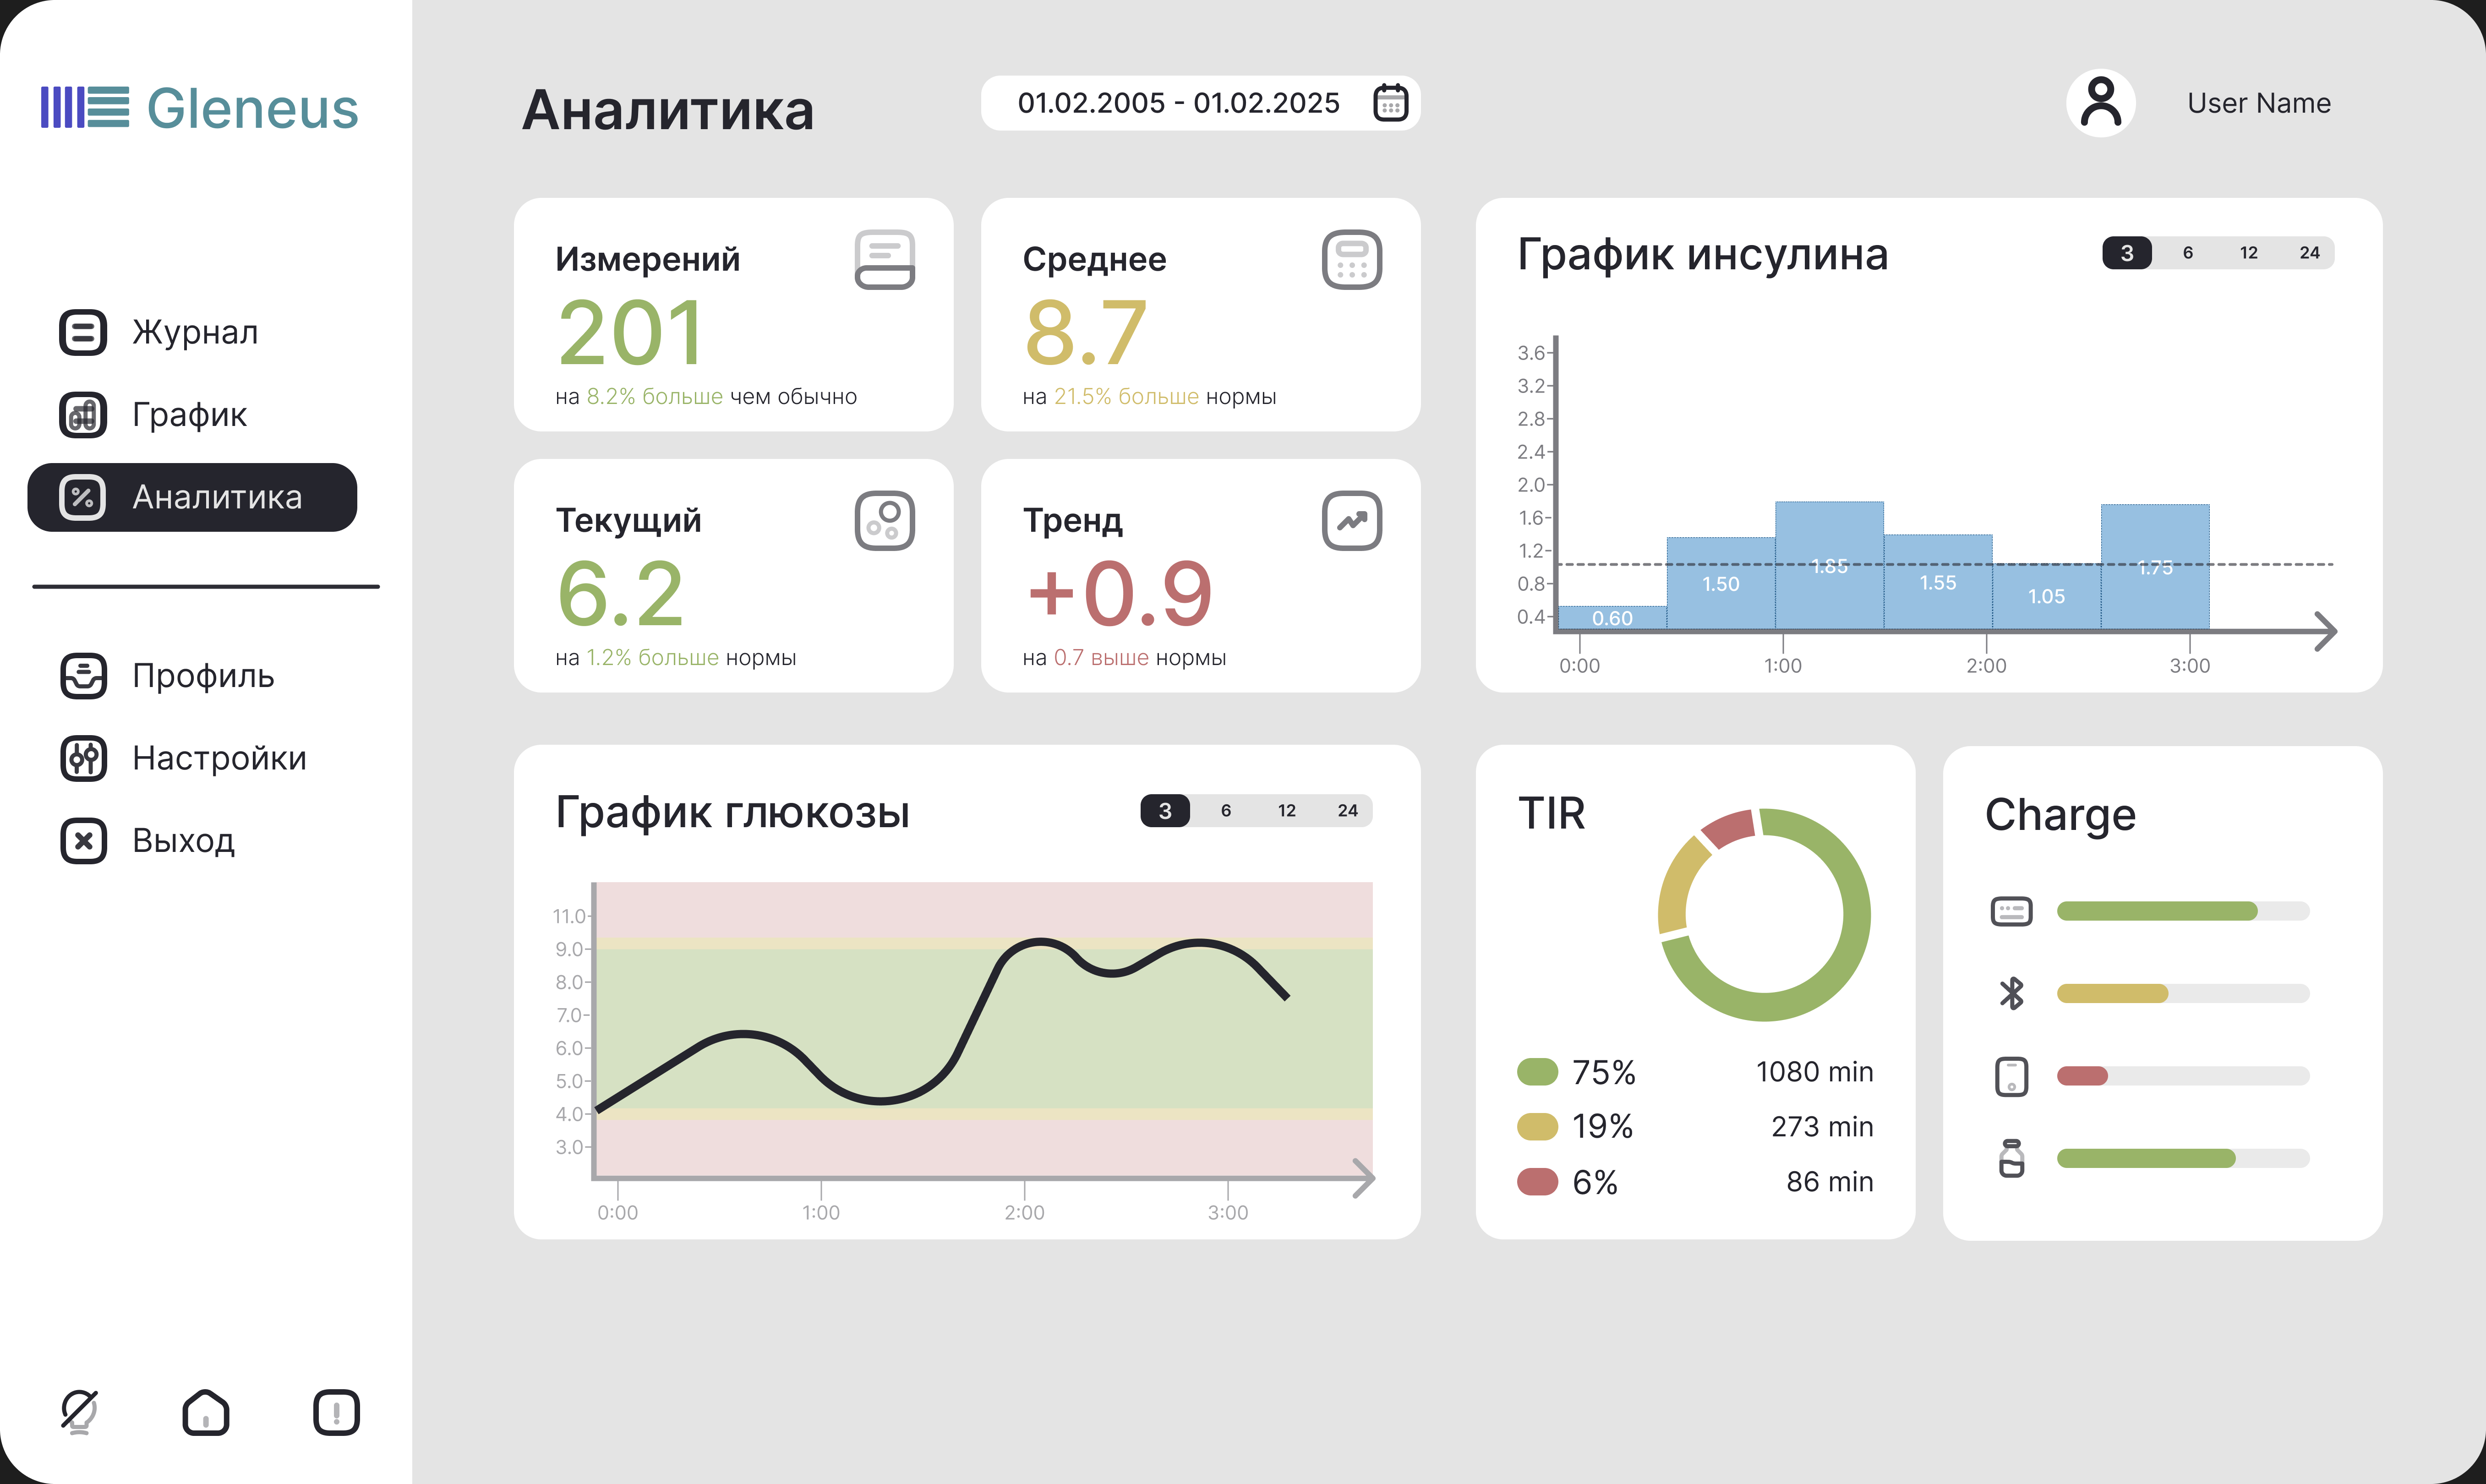 Gleneus
Журнал
График
Аналитика
Профиль
Настройки
Выход
Аналитика
01.02.2005 - 01.02.2025
User Name
Измерений
201
на 8.2% больше чем обычно
Среднее
8.7
на 21.5% больше нормы
Текущий
6.2
на 1.2% больше нормы
Тренд
+0.9
на 0.7 выше нормы
График инсулина
3 6 12 24
3.6
3.2
2.8
2.4
2.0
1.6
1.2
0.8
0.4
0.60 1.50 1.85 1.55 1.05 1.75
0:00 1:00 2:00 3:00
График глюкозы
3 6 12 24
11.0
9.0
8.0
7.0
6.0
5.0
4.0
3.0
0:00 1:00 2:00 3:00
TIR
75% 1080 min
19% 273 min
6% 86 min
Charge